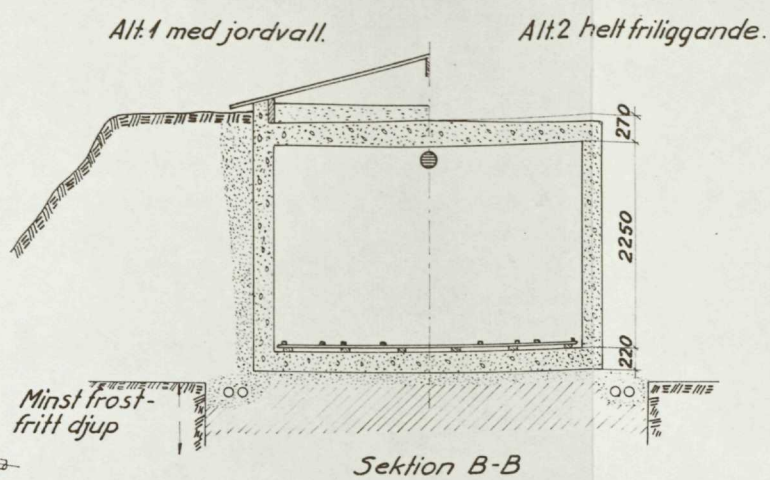 Alt.1 med jordvall.
Alt.2 helt friliggande.
270
2250
220
Minst frost-
fritt djup
Sektion B-B